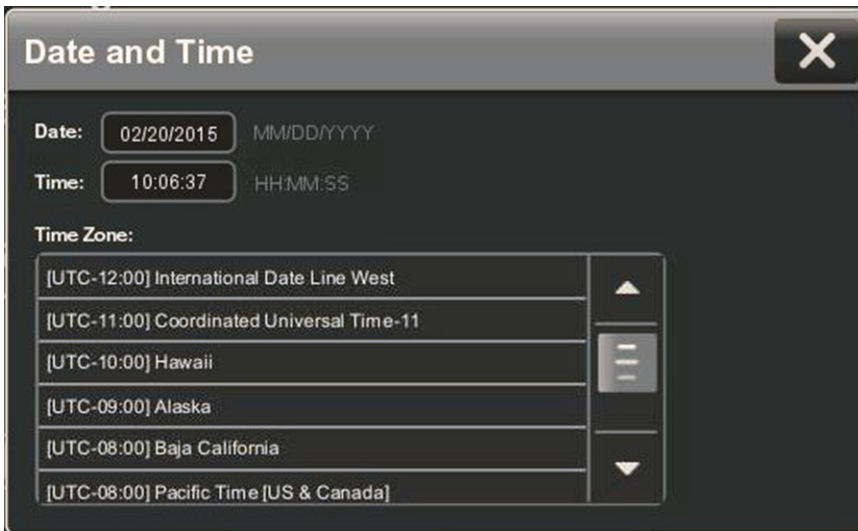 Date and Time
Date: 02/20/2015 MM/DD/YYYY
Time: 10:06:37 HH:MM:SS
Time Zone:
[UTC-12:00] International Date Line West
[UTC-11:00] Coordinated Universal Time-11
[UTC-10:00] Hawaii
[UTC-09:00] Alaska
[UTC-08:00] Baja California
[UTC-08:00] Pacific Time [US & Canada]